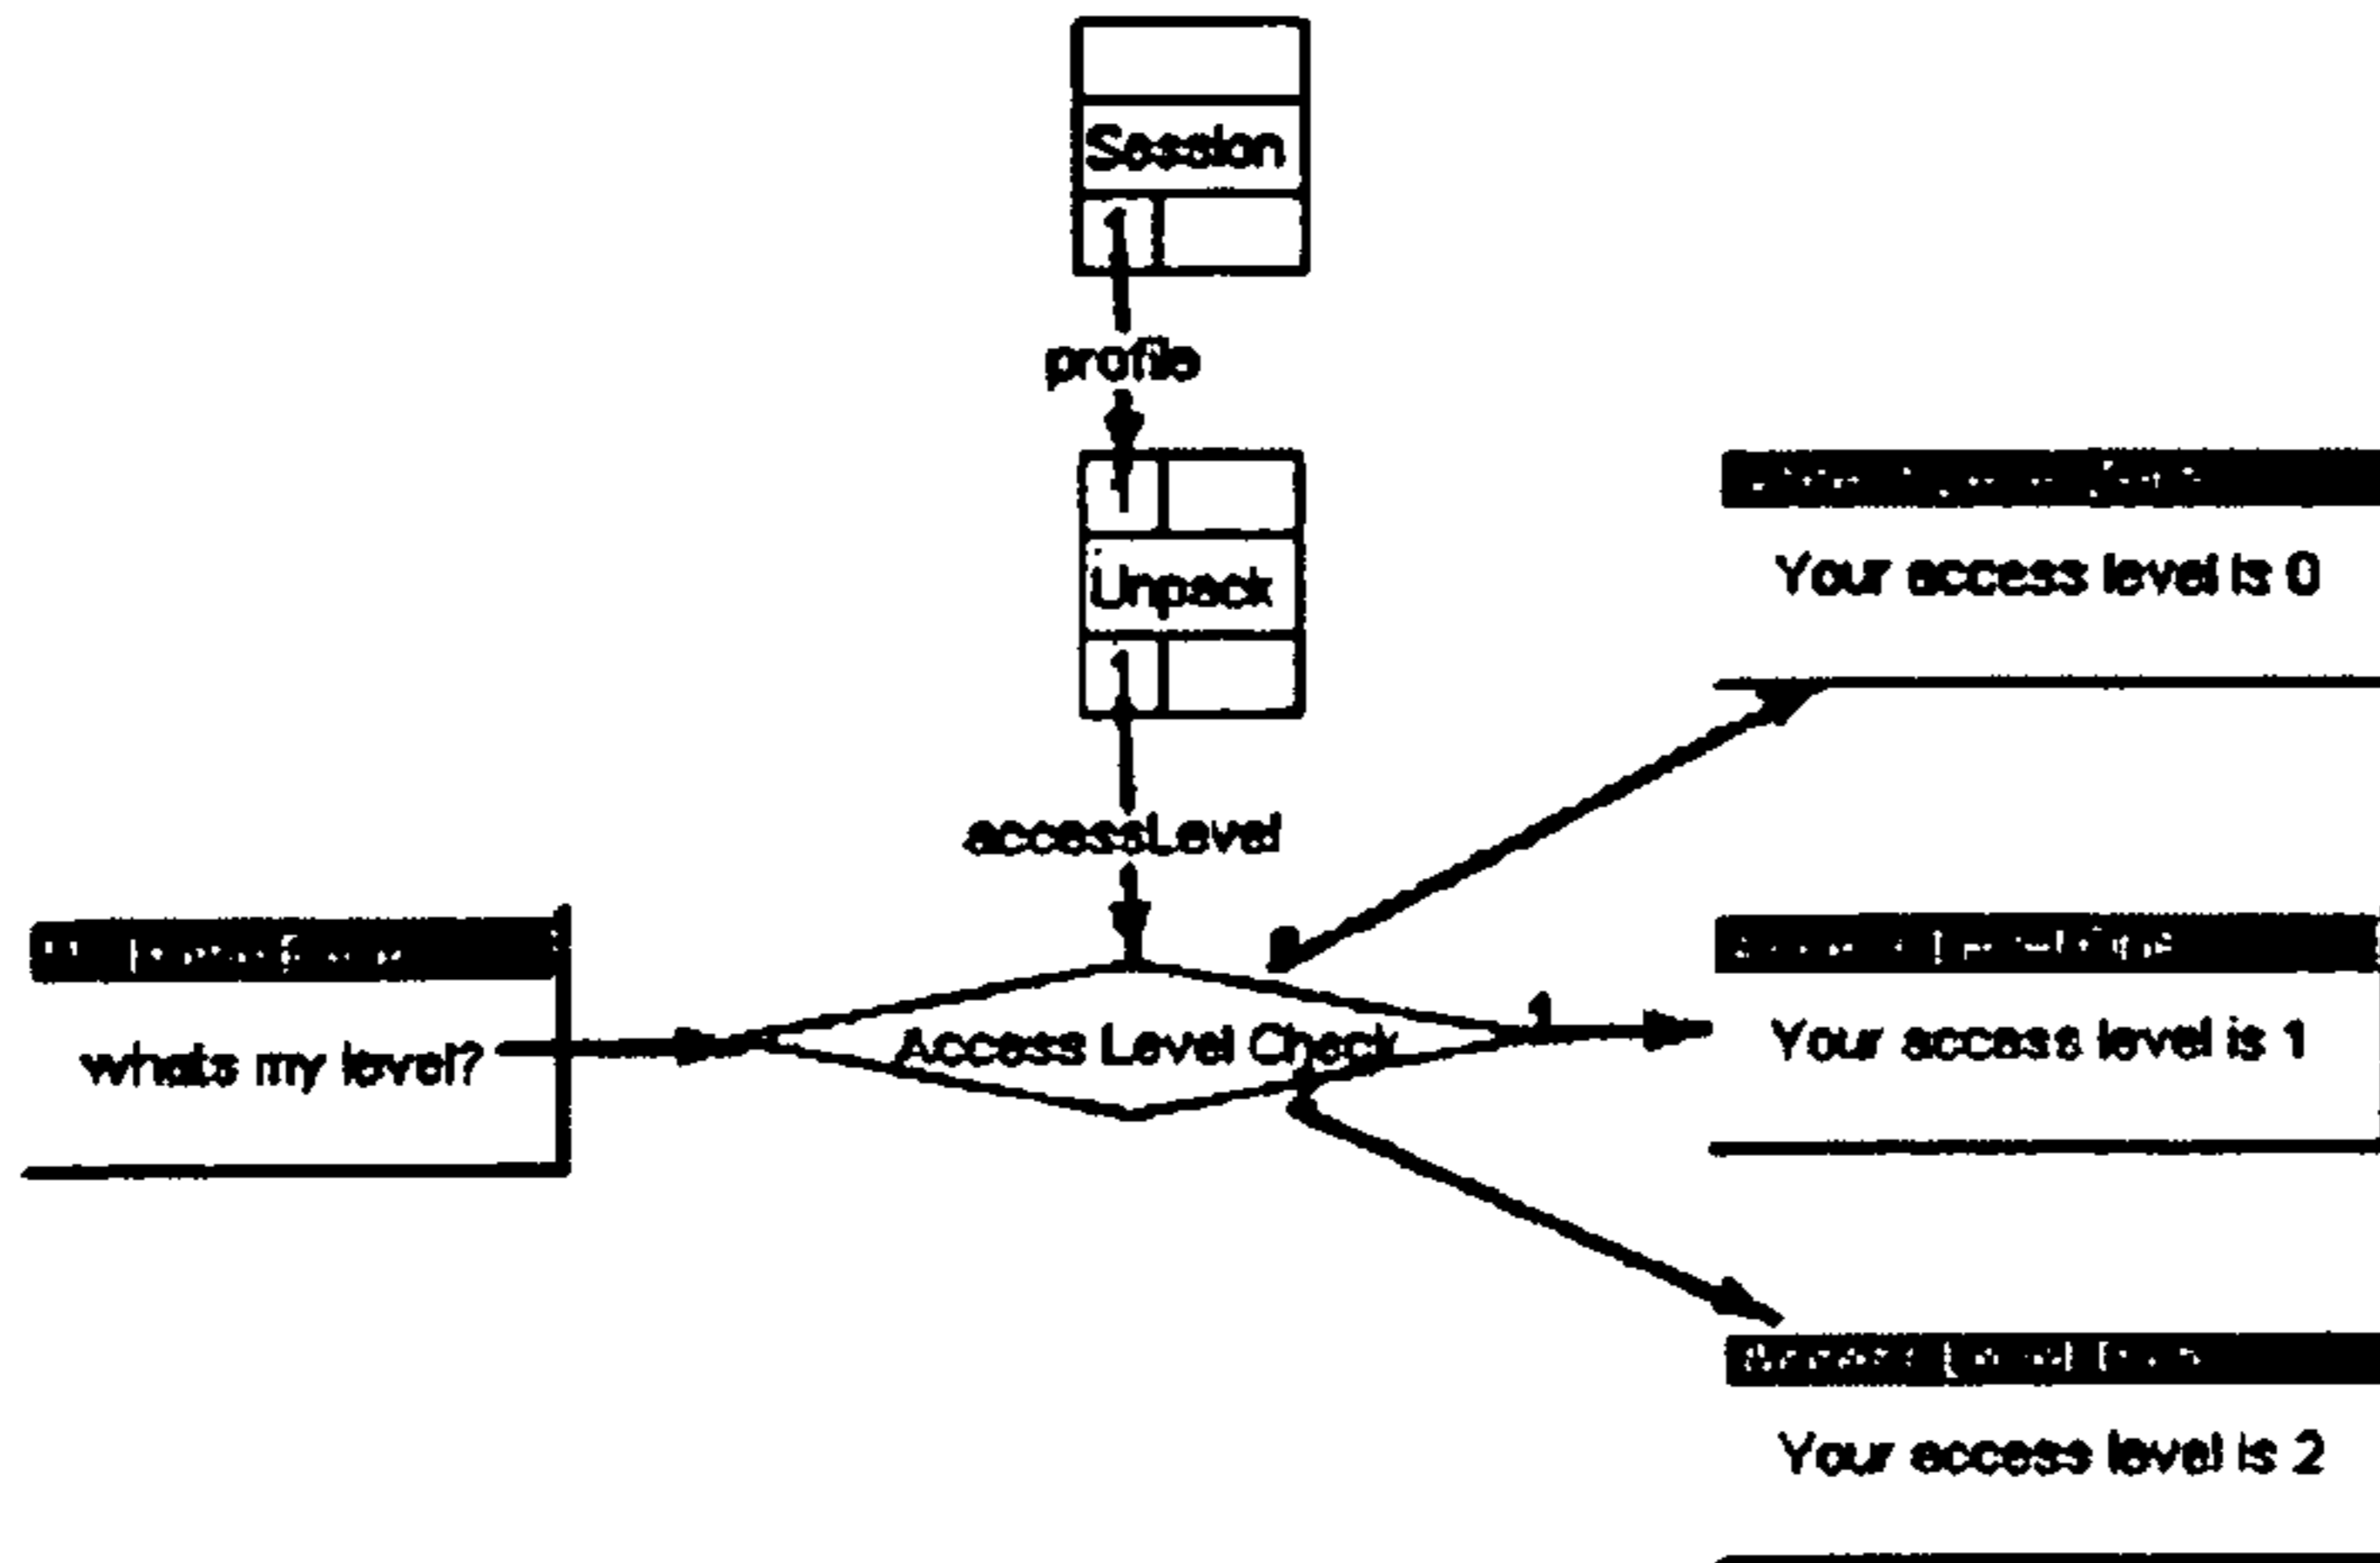 Session
1
profile
1
Unpack
1
accessLevel
Your access level is 0
whats my level?
Access Level Check
1
Your access level is 1
Your access level is 2